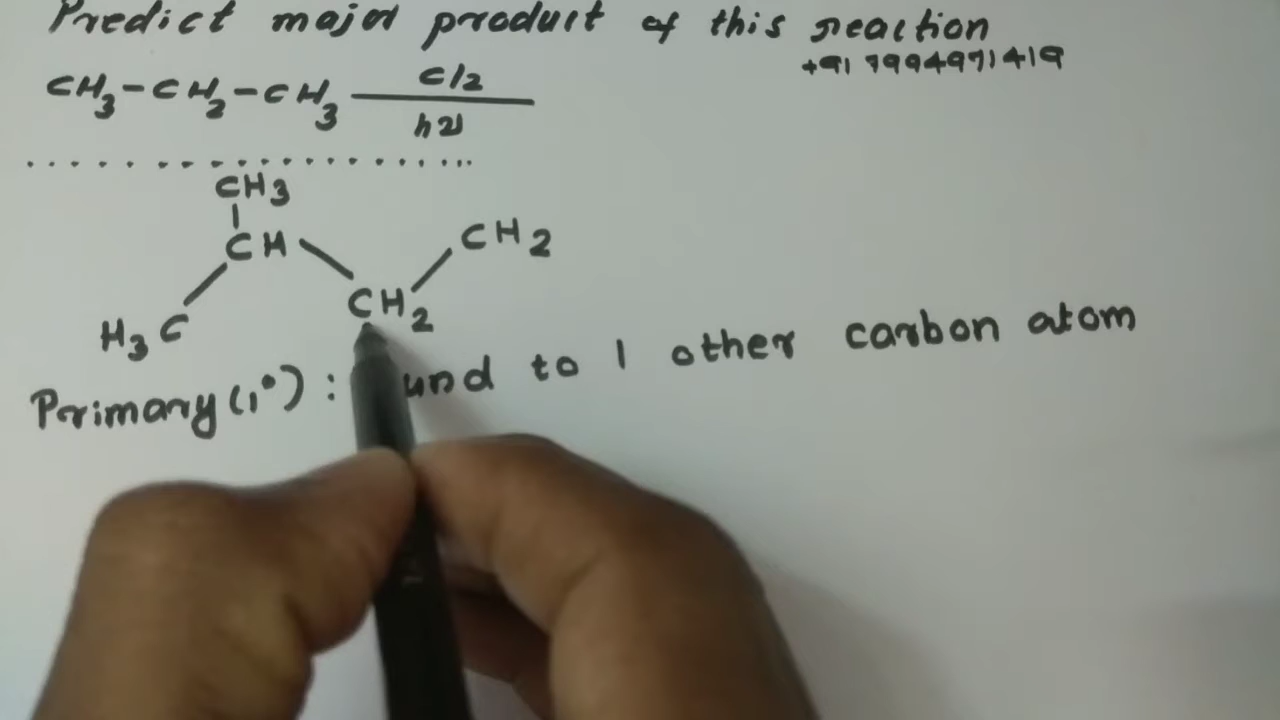 Predict major product of this reaction
+91 7994971419
CH3-CH2-CH3 Cl2
hν
CH3
CH
CH2
CH2
H3C
Primary(1°): und to 1 other carbon atom